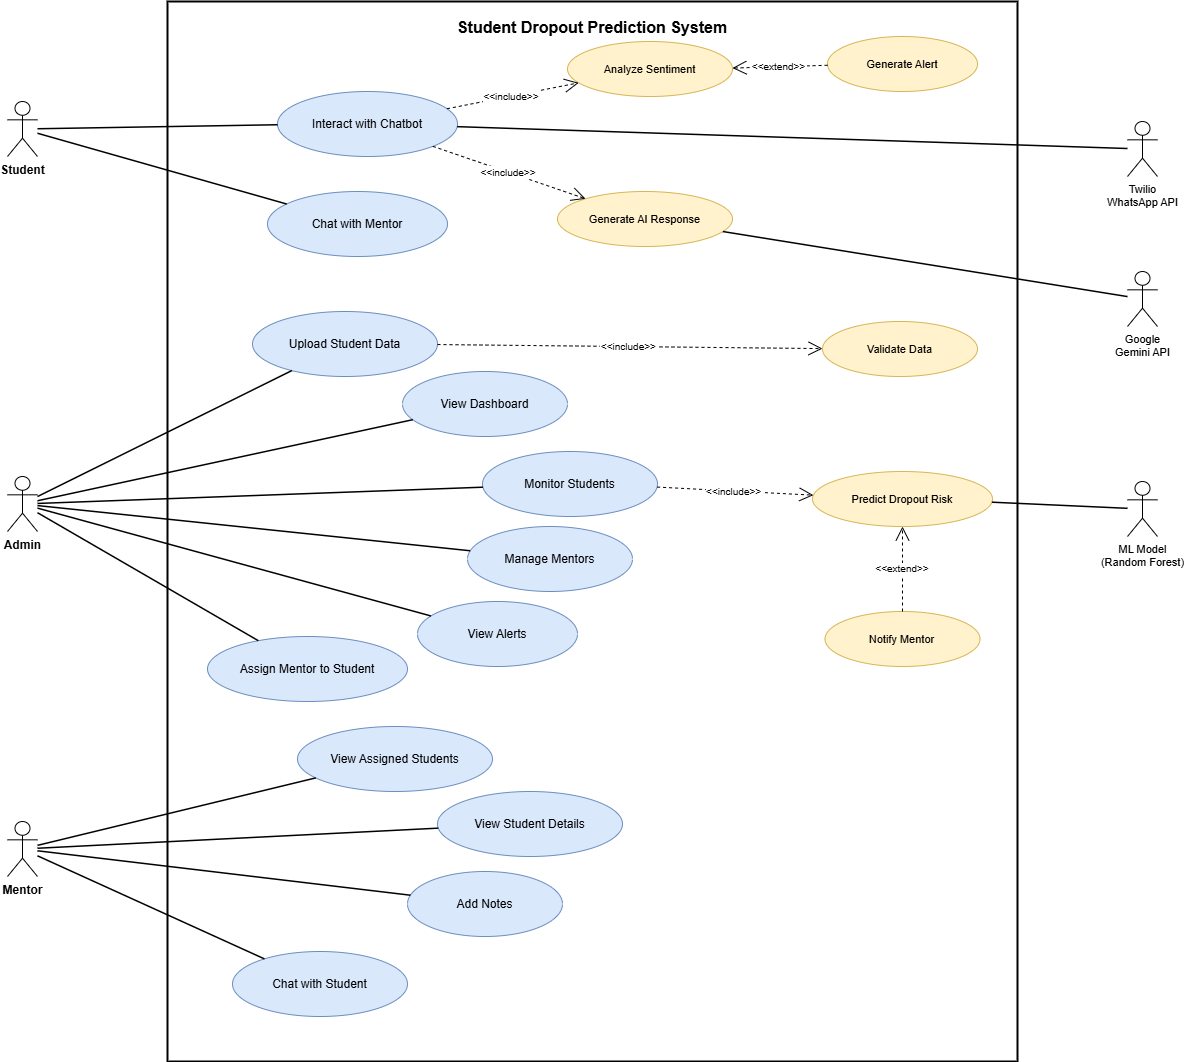 Student Dropout Prediction System
Analyze Sentiment
<<extend>>
Generate Alert
<<include>>
Interact with Chatbot
Student
<<include>>
Twilio
WhatsApp API
Chat with Mentor
Generate AI Response
Google
Gemini API
Upload Student Data
<<include>>
Validate Data
View Dashboard
Monitor Students
<<include>>
Predict Dropout Risk
Admin
ML Model
(Random Forest)
Manage Mentors
<<extend>>
View Alerts
Notify Mentor
Assign Mentor to Student
View Assigned Students
View Student Details
Mentor
Add Notes
Chat with Student